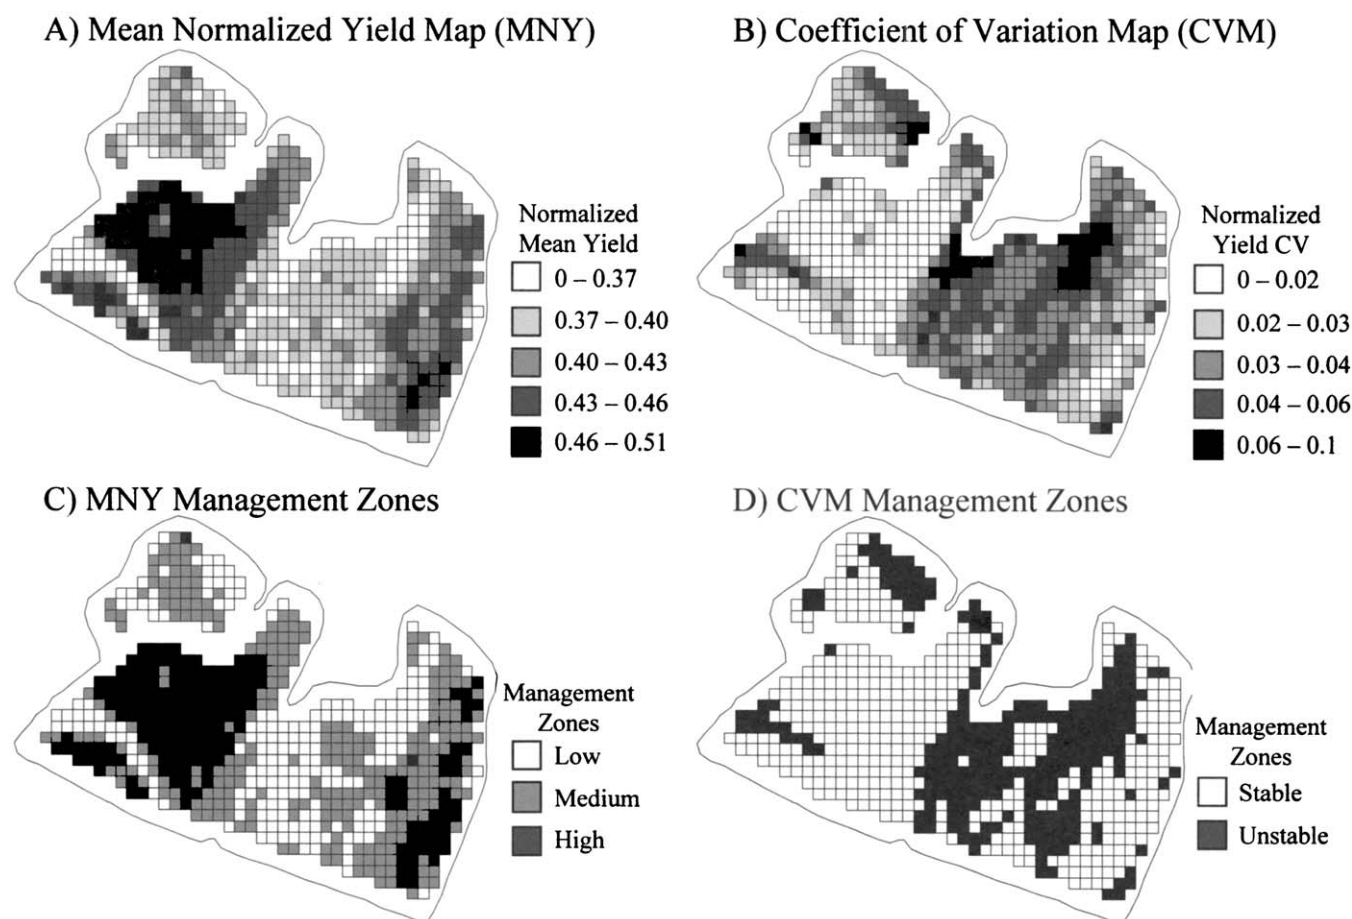 A) Mean Normalized Yield Map (MNY)
B) Coefficient of Variation Map (CVM)
Normalized
Mean Yield
0 – 0.37
0.37 – 0.40
0.40 – 0.43
0.43 – 0.46
0.46 – 0.51
Normalized
Yield CV
0 – 0.02
0.02 – 0.03
0.03 – 0.04
0.04 – 0.06
0.06 – 0.1
C) MNY Management Zones
D) CVM Management Zones
Management
Zones
Low
Medium
High
Management
Zones
Stable
Unstable